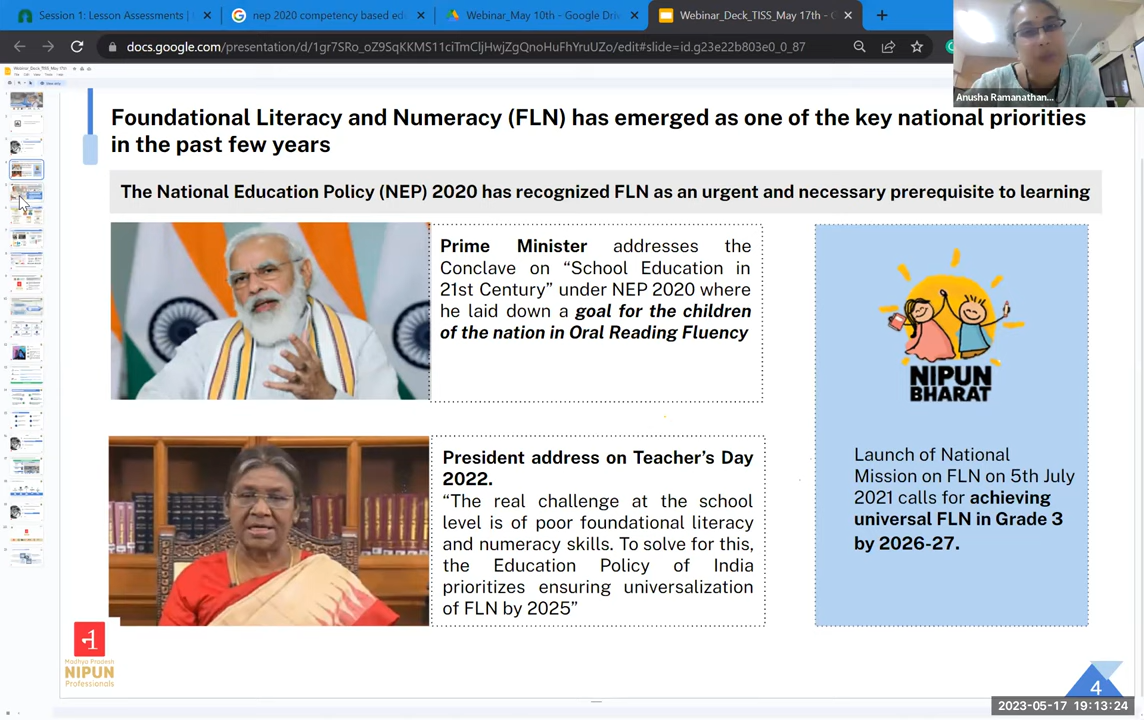 Session 1: Lesson Assessments |
nep 2020 competency based ed
Webinar_May 10th - Google Dri
Webinar_Deck_TISS_May 17th -
docs.google.com/presentation/d/1gr7SRo_oZ9SqKKMS11ciTmCljHwjZgQnoHuFhYruUZo/edit#slide=id.g23e22b803e0_0_87
Anusha Ramanathan...
Foundational Literacy and Numeracy (FLN) has emerged as one of the key national priorities
in the past few years
The National Education Policy (NEP) 2020 has recognized FLN as an urgent and necessary prerequisite to learning
Prime Minister addresses the
Conclave on “School Education in
21st Century” under NEP 2020 where
he laid down a goal for the children
of the nation in Oral Reading Fluency
President address on Teacher’s Day
2022.
“The real challenge at the school
level is of poor foundational literacy
and numeracy skills. To solve for this,
the Education Policy of India
prioritizes ensuring universalization
of FLN by 2025”
NIPUN
BHARAT
Launch of National
Mission on FLN on 5th July
2021 calls for achieving
universal FLN in Grade 3
by 2026-27.
Madhya Pradesh
NIPUN
Professionals
4
2023-05-17 19:13:24